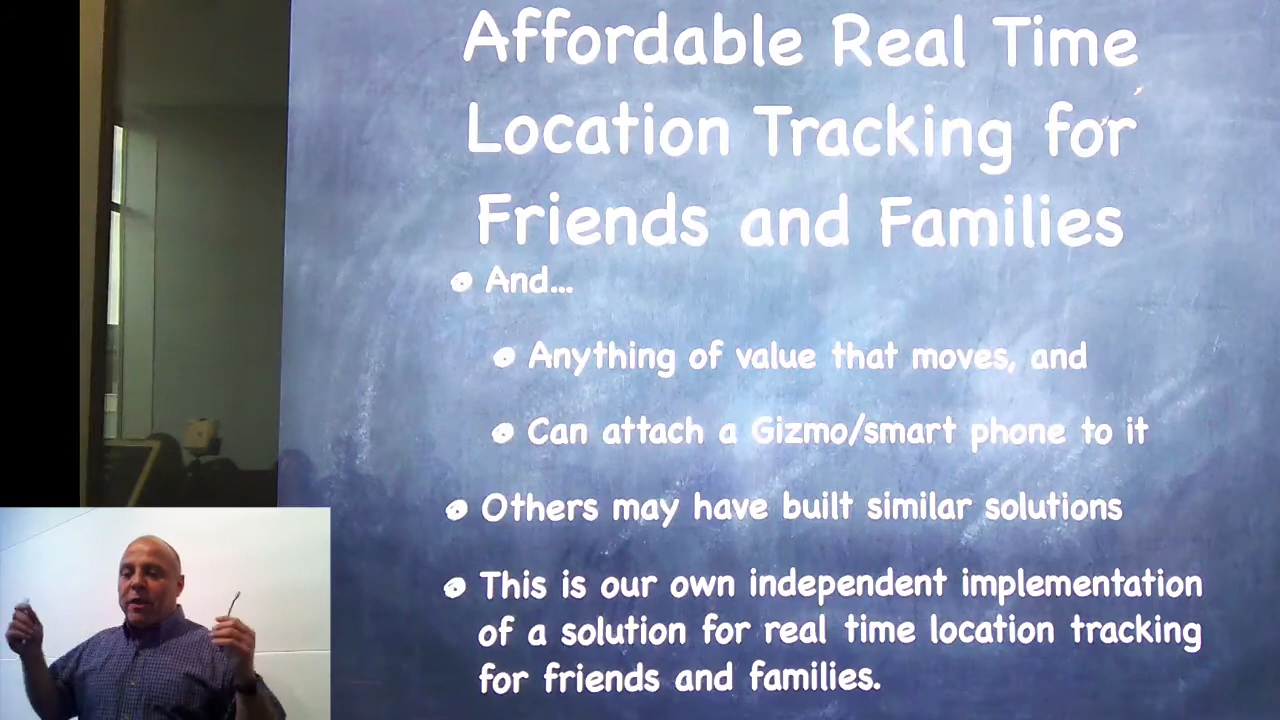 Affordable Real Time
Location Tracking for
Friends and Families
And...
Anything of value that moves, and
Can attach a Gizmo/smart phone to it
Others may have built similar solutions
This is our own independent implementation
of a solution for real time location tracking
for friends and families.